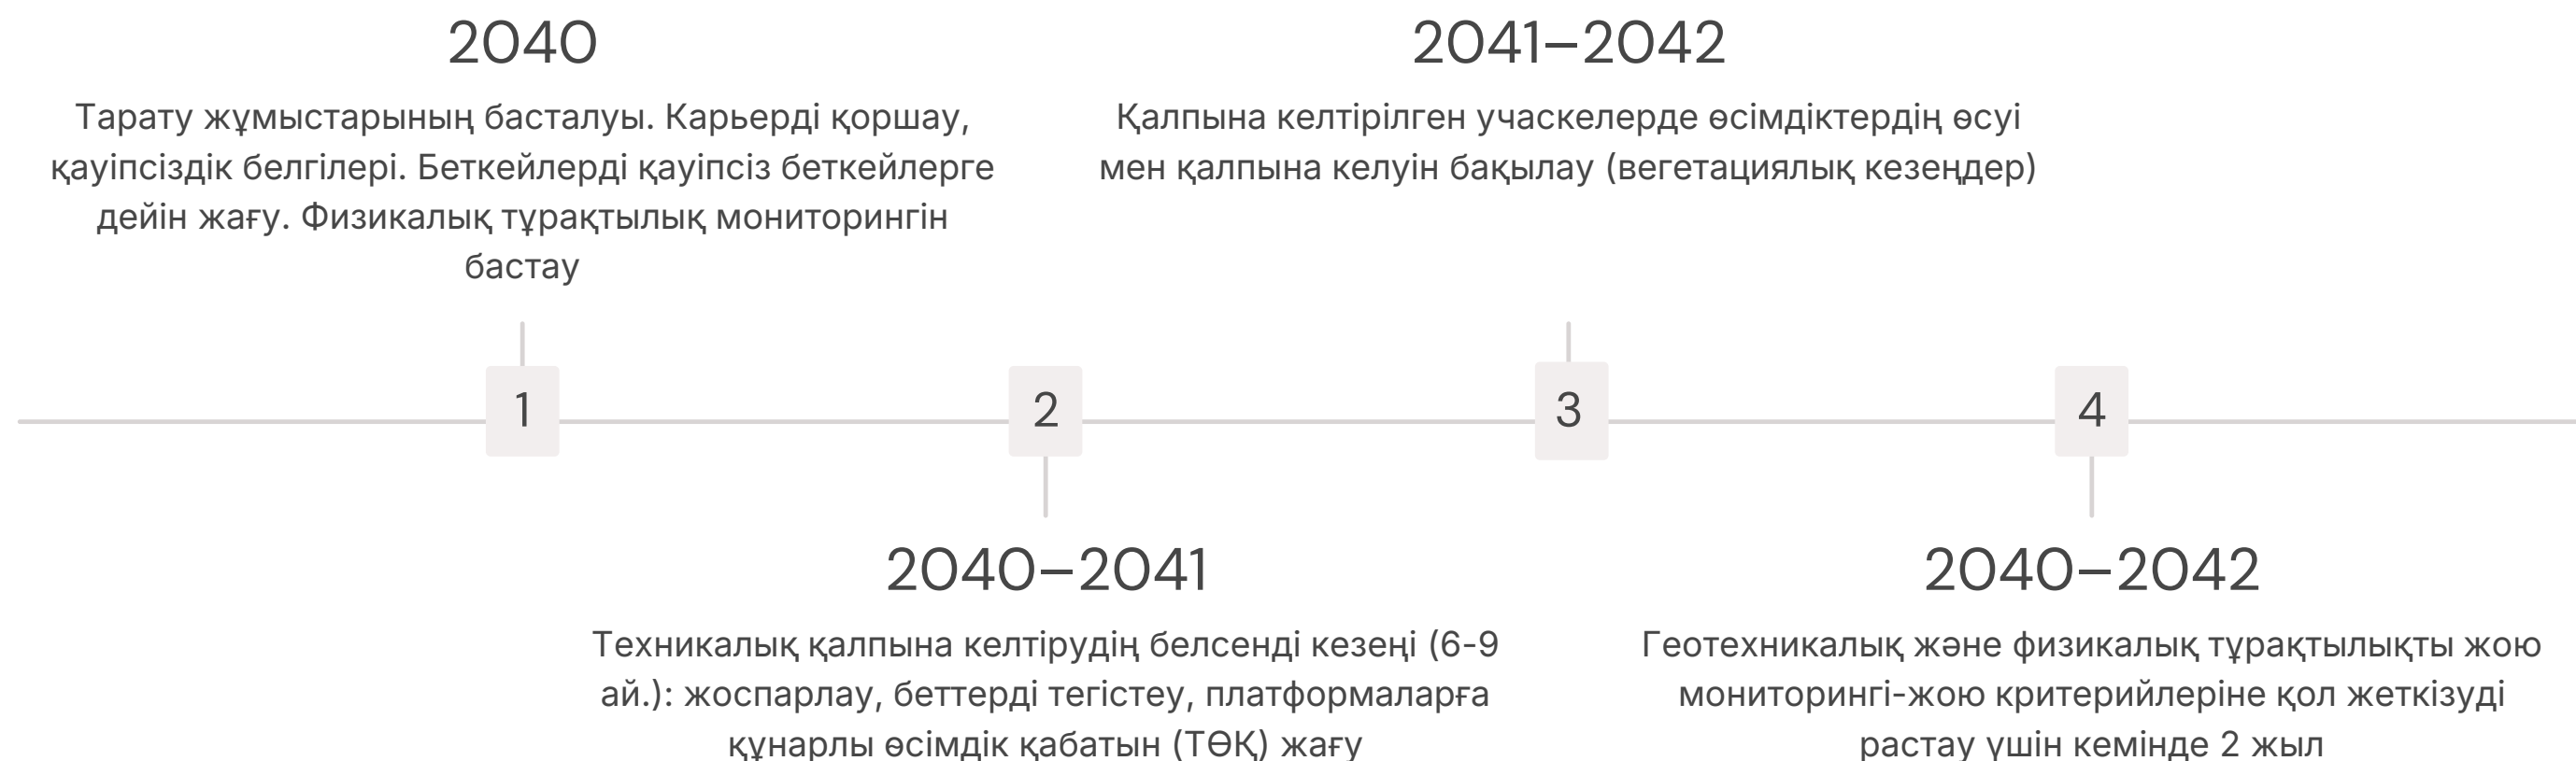 2040
Тарату жұмыстарының басталуы. Карьерді қоршау,
қауіпсіздік белгілері. Беткейлерді қауіпсіз беткейлерге
дейін жағу. Физикалық тұрақтылық мониторингін
бастау
2041–2042
Қалпына келтірілген учаскелерде өсімдіктердің өсуі
мен қалпына келуін бақылау (вегетациялық кезеңдер)
1
2
3
4
2040–2041
Техникалық қалпына келтірудің белсенді кезеңі (6-9
ай.): жоспарлау, беттерді тегістеу, платформаларға
құнарлы өсімдік қабатын (ТӨҚ) жағу
2040–2042
Геотехникалық және физикалық тұрақтылықты жою
мониторингі-жою критерийлеріне қол жеткізуді
растау үшін кемінде 2 жыл